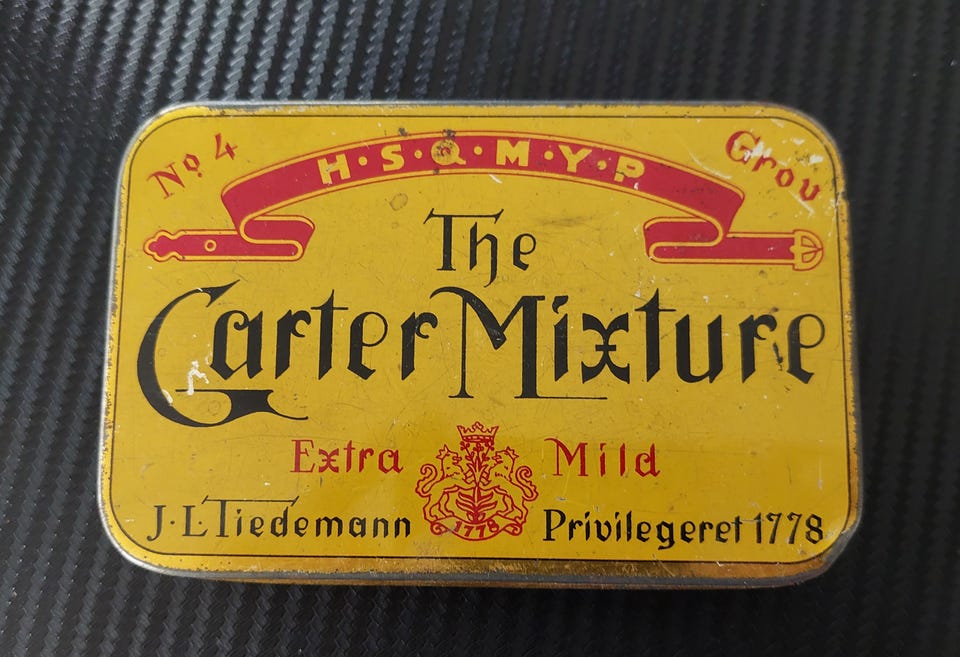 Nº 4
H·S·Q·M·Y·P
Grov
The
Garter Mixture
Extra Mild
1778
J·L Tiedemann Privilegeret 1778